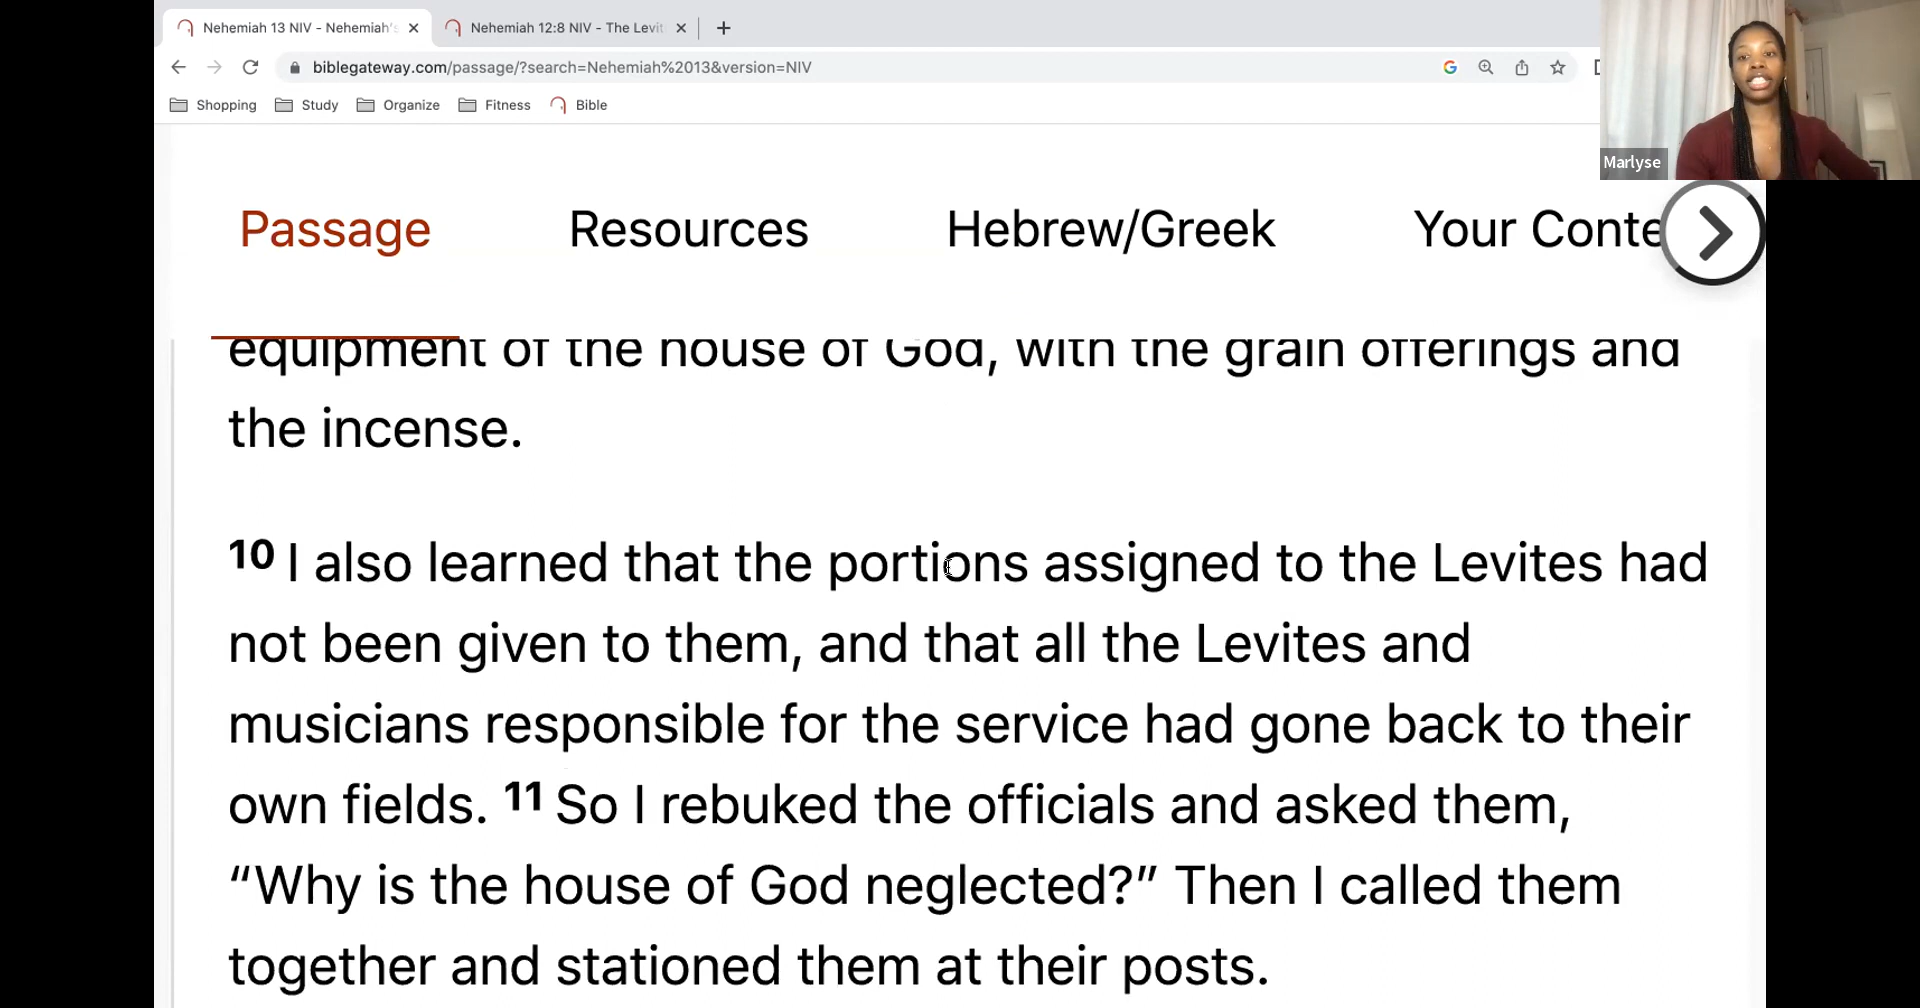 Nehemiah 13 NIV - Nehemiah's
Nehemiah 12:8 NIV - The Levit
biblegateway.com/passage/?search=Nehemiah%2013&version=NIV
Shopping Study Organize Fitness Bible
Marlyse
Passage Resources Hebrew/Greek Your Conte
equipment of the house of God, with the grain offerings and
the incense.
10 I also learned that the portions assigned to the Levites had
not been given to them, and that all the Levites and
musicians responsible for the service had gone back to their
own fields. 11 So I rebuked the officials and asked them,
“Why is the house of God neglected?” Then I called them
together and stationed them at their posts.